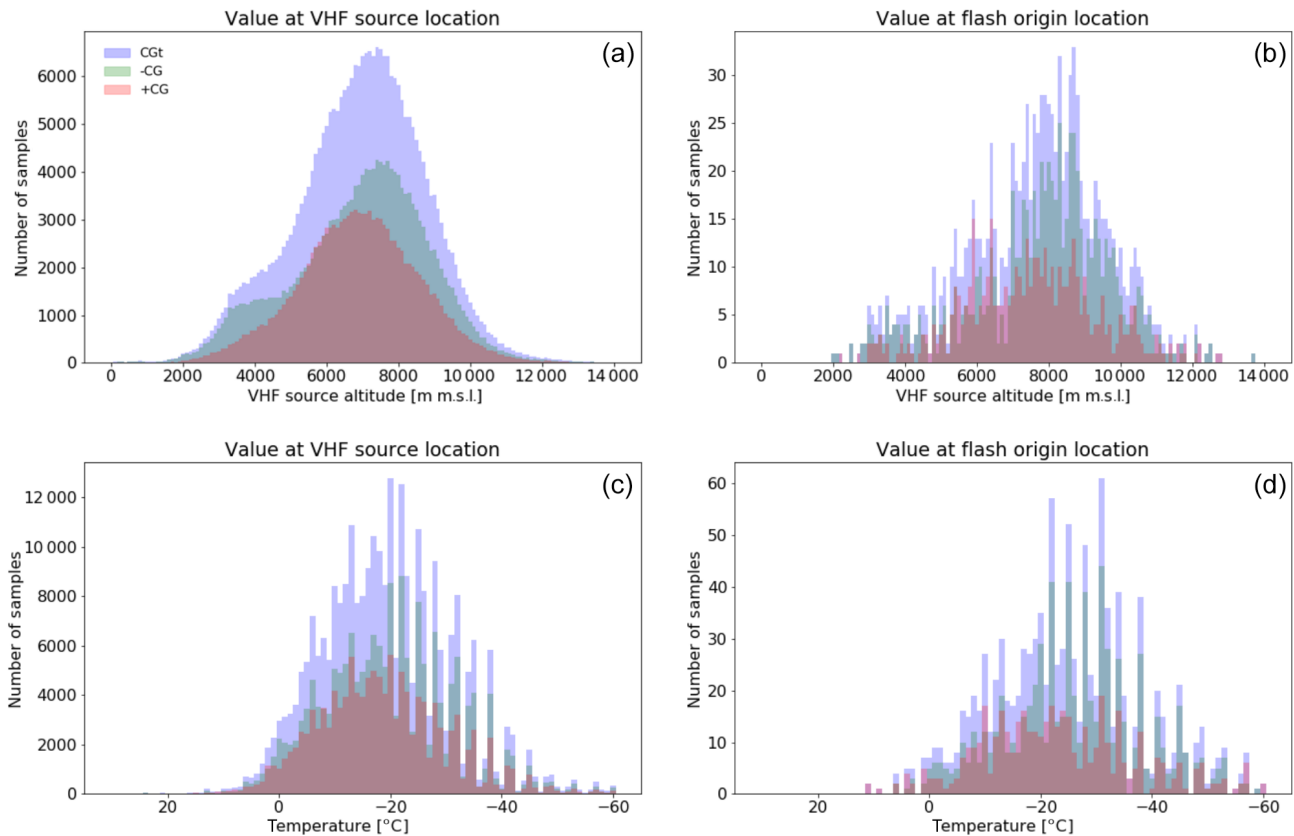 Value at VHF source location
(a)
CGt
-CG
+CG
6000
5000
4000
3000
2000
1000
0
Number of samples
0 2000 4000 6000 8000 10 000 12 000 14 000
VHF source altitude [m m.s.l.]
Value at flash origin location
(b)
30
25
20
15
10
5
0
Number of samples
0 2000 4000 6000 8000 10 000 12 000 14 000
VHF source altitude [m m.s.l.]
Value at VHF source location
(c)
12 000
10 000
8000
6000
4000
2000
0
Number of samples
20 0 −20 −40 −60
Temperature [°C]
Value at flash origin location
(d)
60
50
40
30
20
10
0
Number of samples
20 0 −20 −40 −60
Temperature [°C]